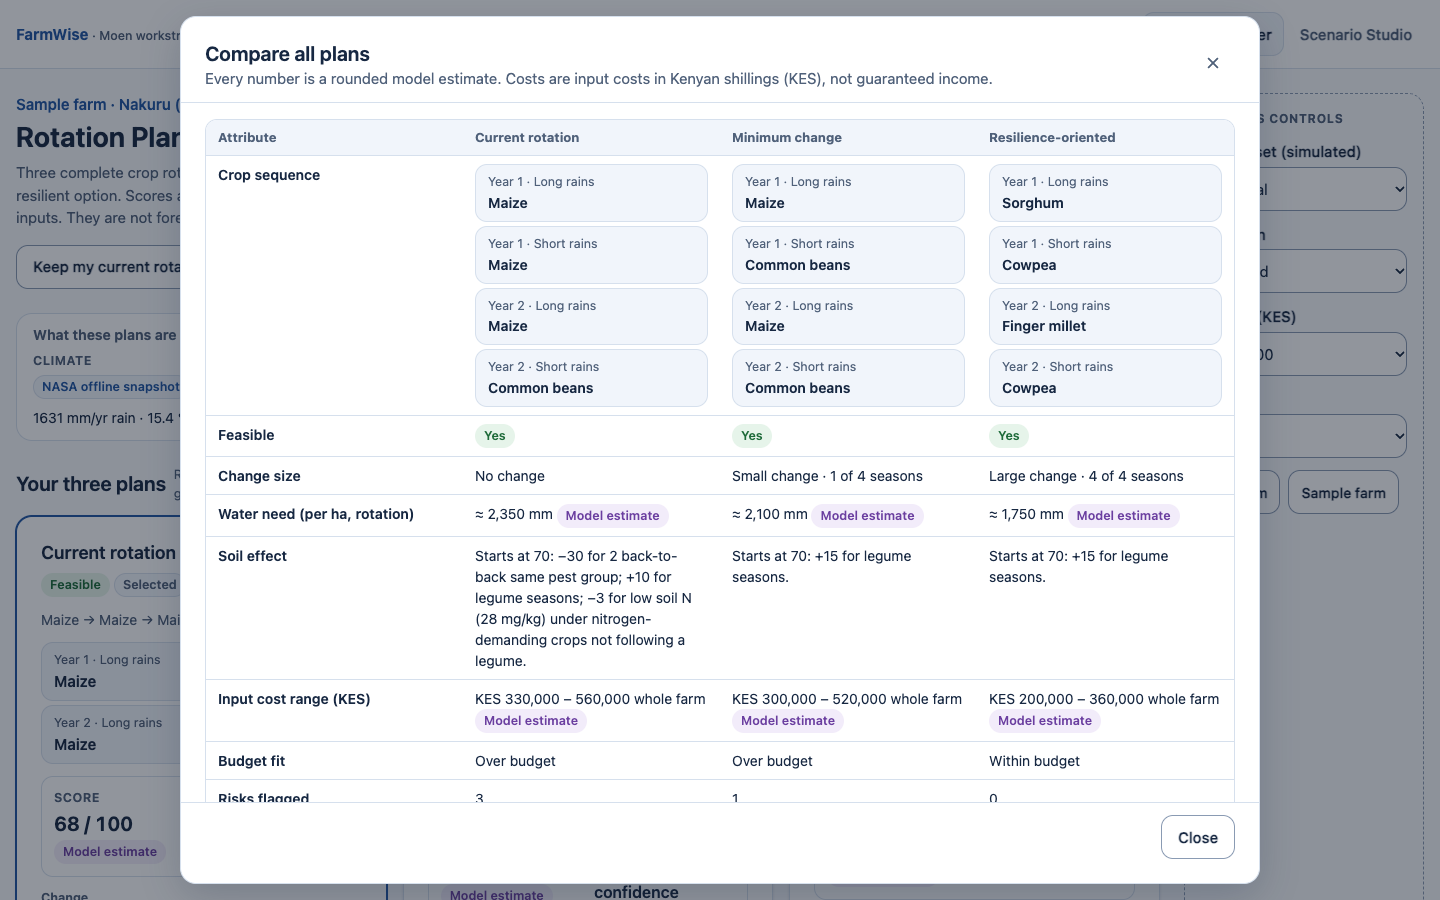 FarmWise · Moen workstr
er
Scenario Studio
Compare all plans
Every number is a rounded model estimate. Costs are input costs in Kenyan shillings (KES), not guaranteed income.
×
Sample farm · Nakuru (
Rotation Plan
Three complete crop rot
resilient option. Scores a
inputs. They are not fore
Keep my current rota
What these plans are
CLIMATE
NASA offline snapshot
1631 mm/yr rain · 15.4
Your three plans
Current rotation
Feasible
Selected
Maize → Maize → Mai
Year 1 · Long rains
Maize
Year 2 · Long rains
Maize
SCORE
68 / 100
Model estimate
Change
Attribute
Current rotation
Minimum change
Resilience-oriented
Crop sequence
Year 1 · Long rains
Maize
Year 1 · Short rains
Maize
Year 2 · Long rains
Maize
Year 2 · Short rains
Common beans
Year 1 · Long rains
Maize
Year 1 · Short rains
Common beans
Year 2 · Long rains
Maize
Year 2 · Short rains
Common beans
Year 1 · Long rains
Sorghum
Year 1 · Short rains
Cowpea
Year 2 · Long rains
Finger millet
Year 2 · Short rains
Cowpea
Feasible
Yes
Yes
Yes
Change size
No change
Small change · 1 of 4 seasons
Large change · 4 of 4 seasons
Water need (per ha, rotation)
≈ 2,350 mm Model estimate
≈ 2,100 mm Model estimate
≈ 1,750 mm Model estimate
Soil effect
Starts at 70: −30 for 2 back-to-
back same pest group; +10 for
legume seasons; −3 for low soil N
(28 mg/kg) under nitrogen-
demanding crops not following a
legume.
Starts at 70: +15 for legume
seasons.
Starts at 70: +15 for legume
seasons.
Input cost range (KES)
KES 330,000 – 560,000 whole farm
Model estimate
KES 300,000 – 520,000 whole farm
Model estimate
KES 200,000 – 360,000 whole farm
Model estimate
Budget fit
Over budget
Over budget
Within budget
Risks flagged
3
1
0
Close
S CONTROLS
set (simulated)
al
n
d
(KES)
00
m
Sample farm
Model estimate
confidence